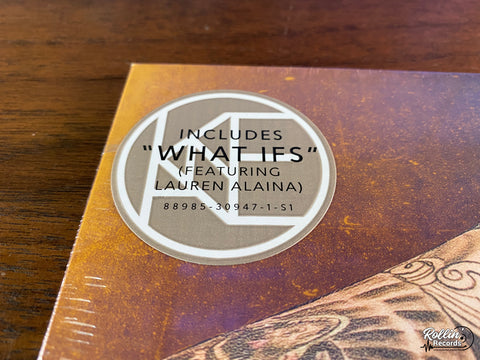 INCLUDES
"WHAT IFS"
(FEATURING
LAUREN ALAINA)
88985-30947-1-S1
Rollin'
Records